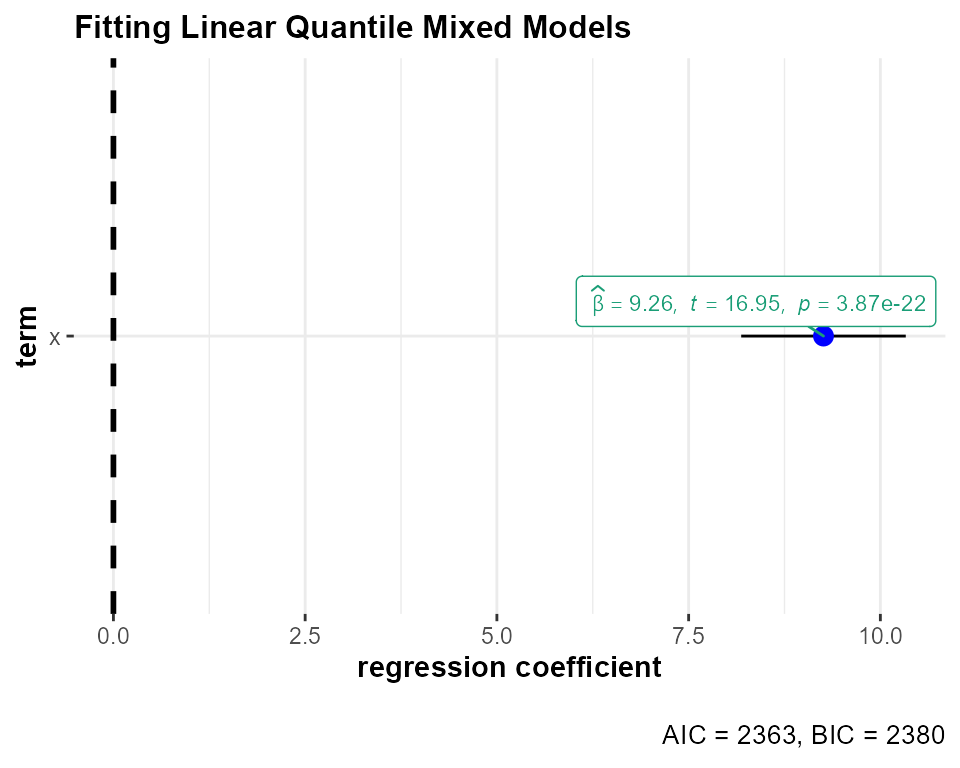 Fitting Linear Quantile Mixed Models
term
x
β̂ = 9.26, t = 16.95, p = 3.87e-22
0.0 2.5 5.0 7.5 10.0
regression coefficient
AIC = 2363, BIC = 2380